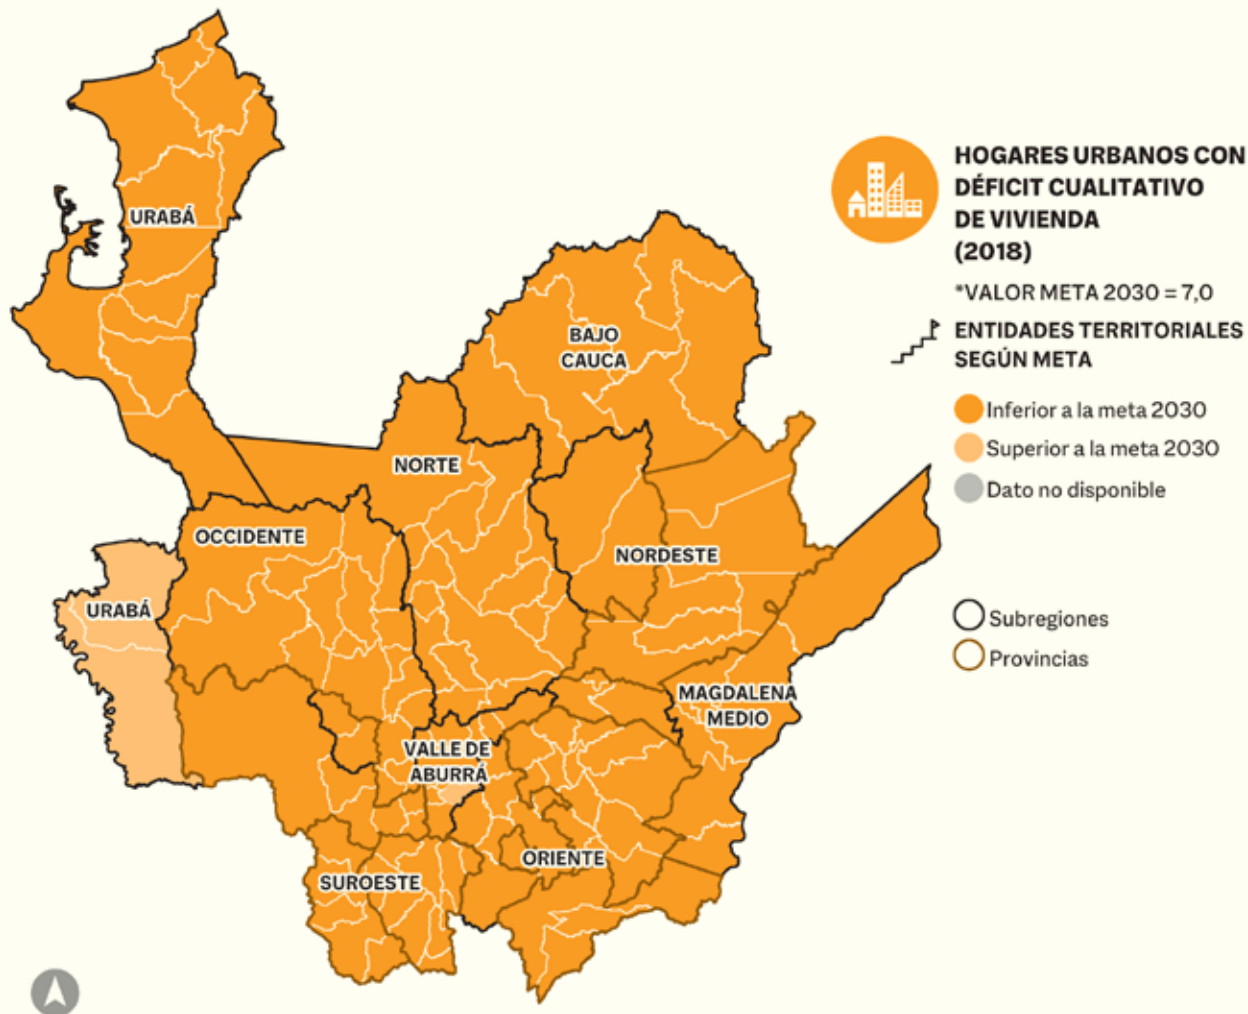 HOGARES URBANOS CON
DÉFICIT CUALITATIVO
DE VIVIENDA
(2018)
*VALOR META 2030 = 7,0
ENTIDADES TERRITORIALES
SEGÚN META
Inferior a la meta 2030
Superior a la meta 2030
Dato no disponible
Subregiones
Provincias
URABÁ
BAJO
CAUCA
NORTE
OCCIDENTE
NORDESTE
URABÁ
MAGDALENA
MEDIO
VALLE DE
ABURRÁ
ORIENTE
SUROESTE